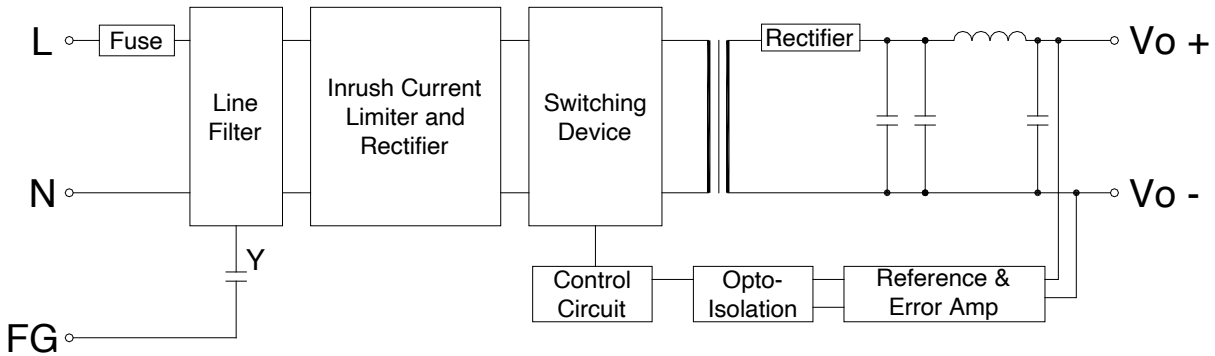 L
Fuse
Line
Filter
Inrush Current
Limiter and
Rectifier
Switching
Device
Rectifier
Vo +
N
Vo -
Y
Control
Circuit
Opto-
Isolation
Reference &
Error Amp
FG